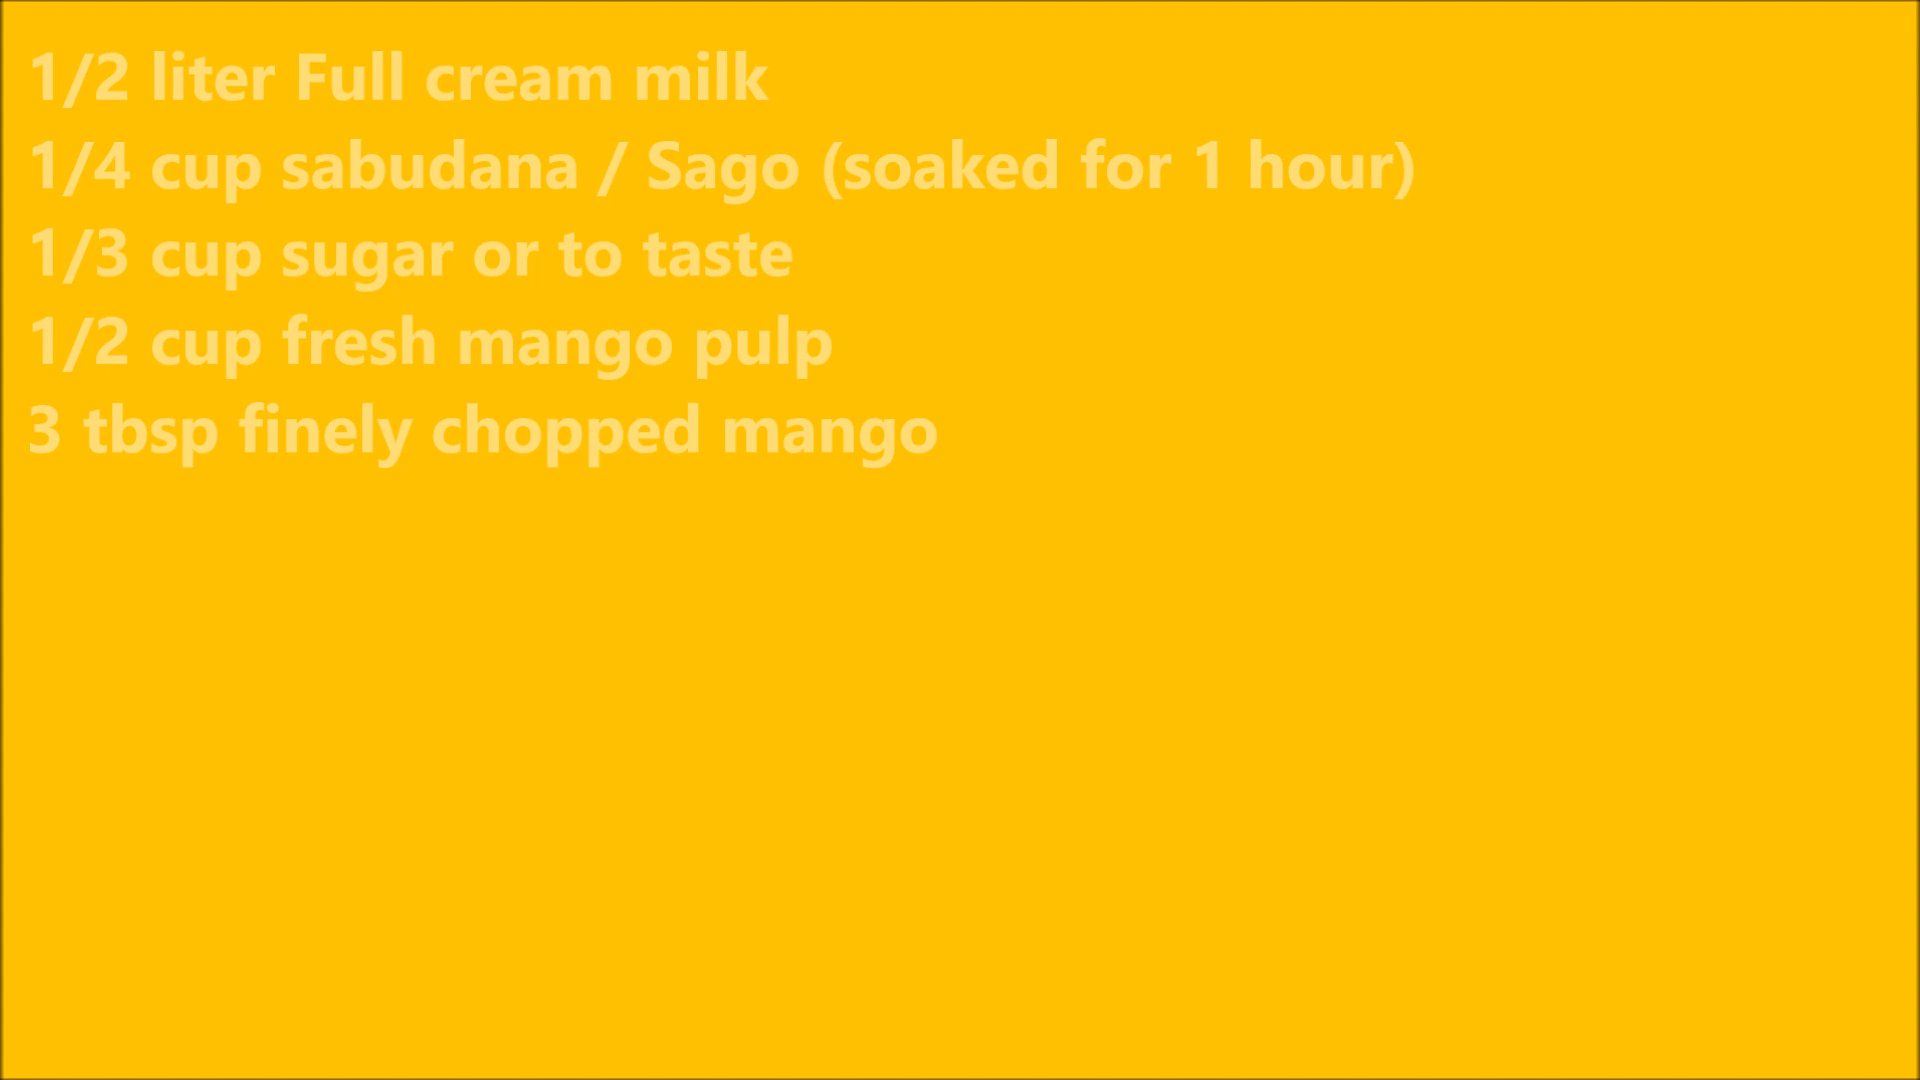 1/2 liter Full cream milk
1/4 cup sabudana / Sago (soaked for 1 hour)
1/3 cup sugar or to taste
1/2 cup fresh mango pulp
3 tbsp finely chopped mango